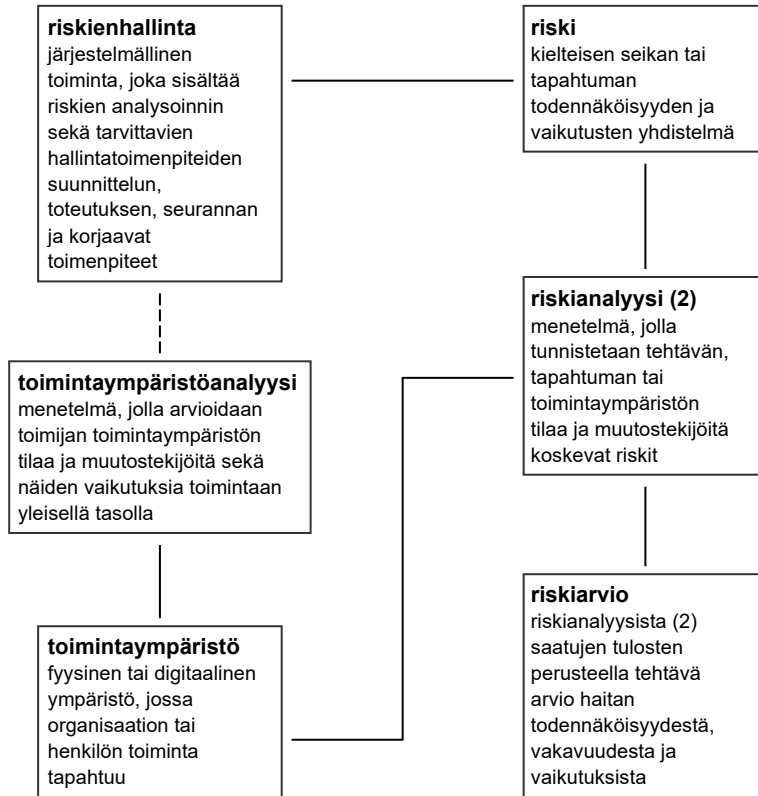 riskienhallinta
järjestelmällinen
toiminta, joka sisältää
riskien analysoinnin
sekä tarvittavien
hallintatoimenpiteiden
suunnittelun,
toteutuksen, seurannan
ja korjaavat
toimenpiteet
riski
kielteisen seikan tai
tapahtuman
todennäköisyyden ja
vaikutusten yhdistelmä
toimintaympäristöanalyysi
menetelmä, jolla arvioidaan
toimijan toimintaympäristön
tilaa ja muutostekijöitä sekä
näiden vaikutuksia toimintaan
yleisellä tasolla
riskianalyysi (2)
menetelmä, jolla
tunnistetaan tehtävän,
tapahtuman tai
toimintaympäristön
tilaa ja muutostekijöitä
koskevat riskit
toimintaympäristö
fyysinen tai digitaalinen
ympäristö, jossa
organisaation tai
henkilön toiminta
tapahtuu
riskiarvio
riskianalyysista (2)
saatujen tulosten
perusteella tehtävä
arvio haitan
todennäköisyydestä,
vakavuudesta ja
vaikutuksista